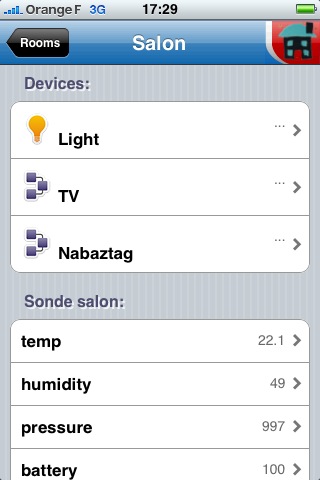 Orange F 3G 17:29
Rooms Salon
Devices:
Light ...
TV ...
Nabaztag ...
Sonde salon:
temp 22.1
humidity 49
pressure 997
battery 100